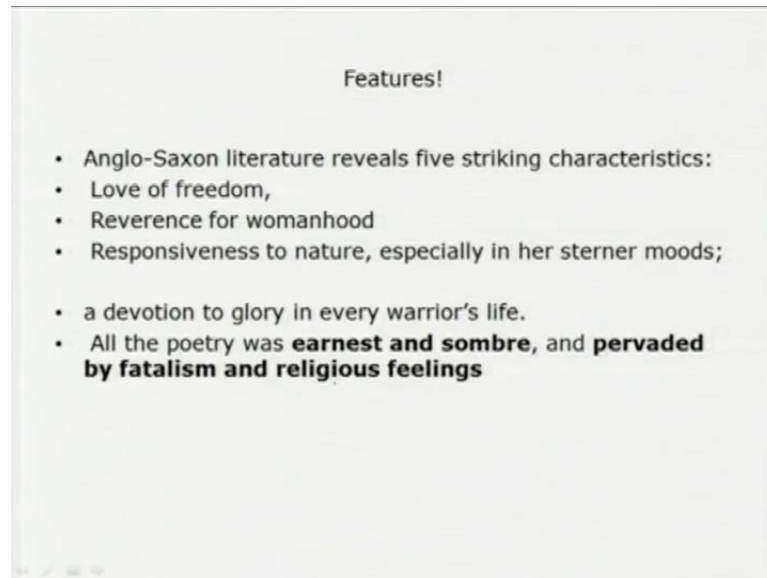 Features!
• Anglo-Saxon literature reveals five striking characteristics:
• Love of freedom,
• Reverence for womanhood
• Responsiveness to nature, especially in her sterner moods;
• a devotion to glory in every warrior's life.
• All the poetry was earnest and sombre, and pervaded
by fatalism and religious feelings